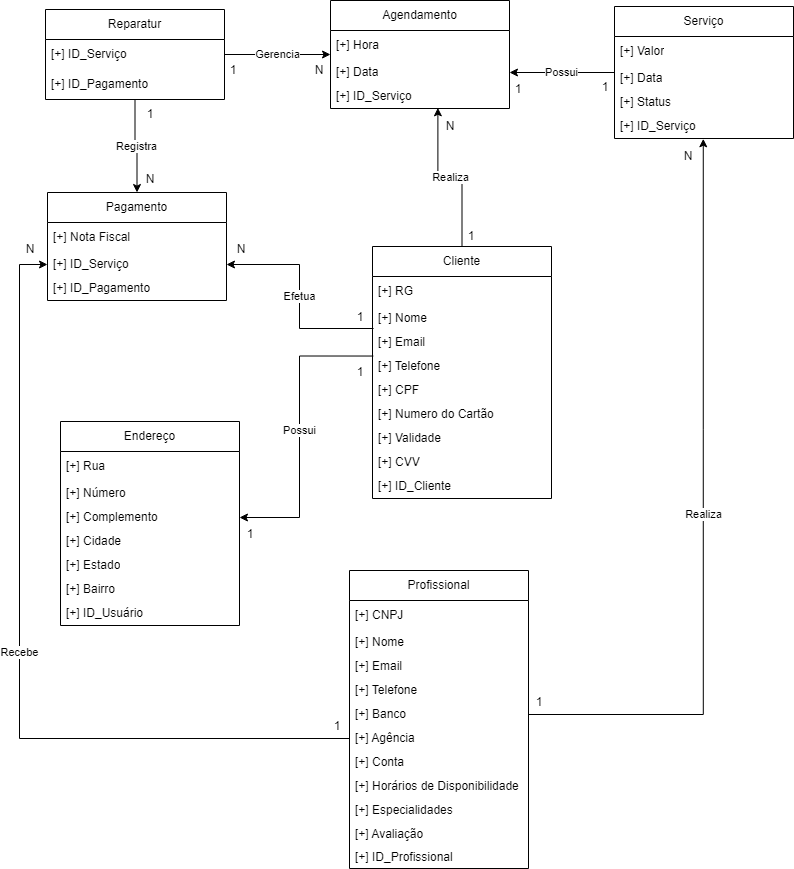 Reparatur
[+] ID_Serviço
[+] ID_Pagamento
Gerencia
1
N
Agendamento
[+] Hora
[+] Data
[+] ID_Serviço
Possui
1
1
Serviço
[+] Valor
[+] Data
[+] Status
[+] ID_Serviço
1
Registra
N
N
Realiza
1
N
Pagamento
[+] Nota Fiscal
[+] ID_Serviço
[+] ID_Pagamento
N
N
Efetua
1
Cliente
[+] RG
[+] Nome
[+] Email
[+] Telefone
[+] CPF
[+] Numero do Cartão
[+] Validade
[+] CVV
[+] ID_Cliente
1
Possui
1
Endereço
[+] Rua
[+] Número
[+] Complemento
[+] Cidade
[+] Estado
[+] Bairro
[+] ID_Usuário
Realiza
Recebe
1
1
Profissional
[+] CNPJ
[+] Nome
[+] Email
[+] Telefone
[+] Banco
[+] Agência
[+] Conta
[+] Horários de Disponibilidade
[+] Especialidades
[+] Avaliação
[+] ID_Profissional